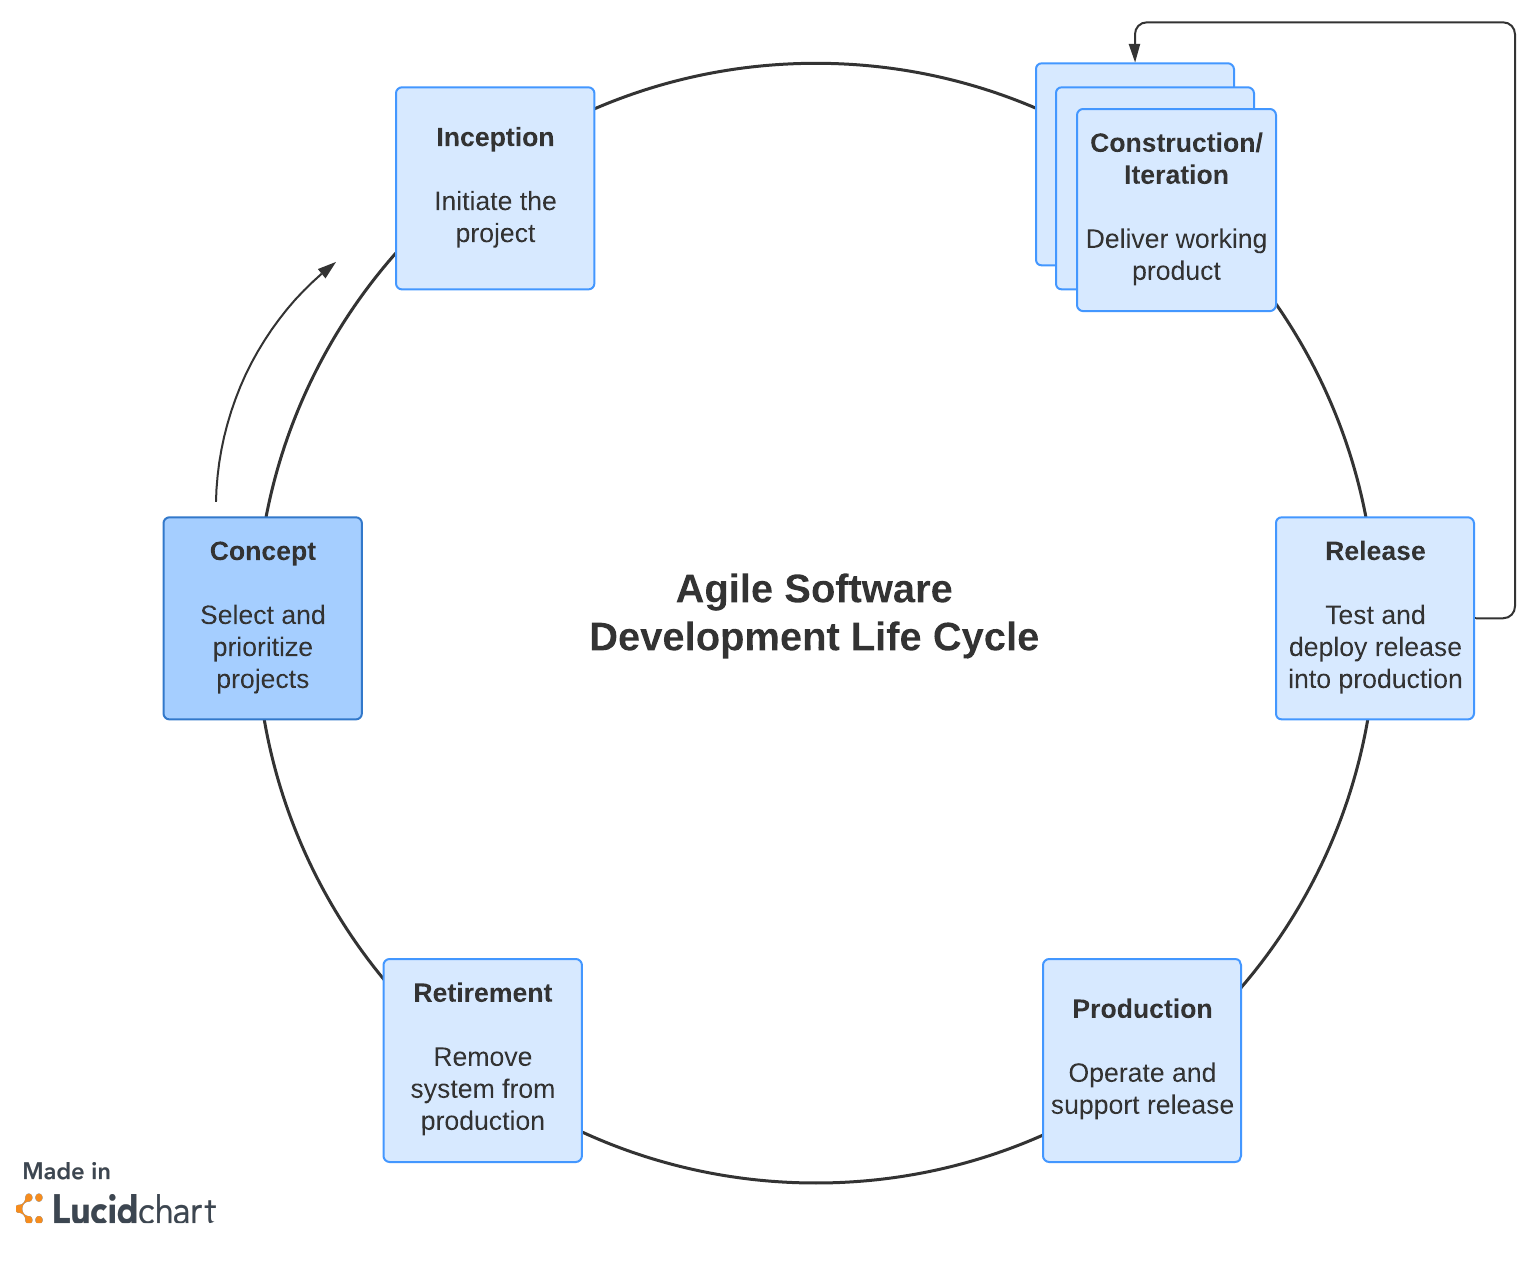 Inception
Initiate the
project
Construction/
Iteration
Deliver working
product
Concept
Select and
prioritize
projects
Agile Software
Development Life Cycle
Release
Test and
deploy release
into production
Retirement
Remove
system from
production
Production
Operate and
support release
Made in
Lucidchart